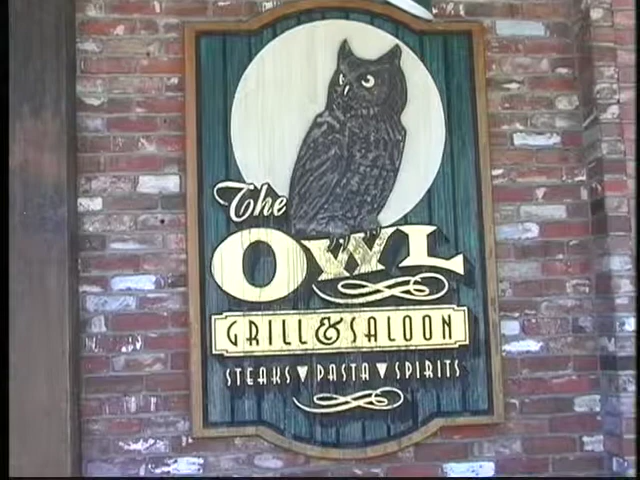 The
OWL
GRILL & SALOON
STEAKS ▼ PASTA ▼ SPIRITS